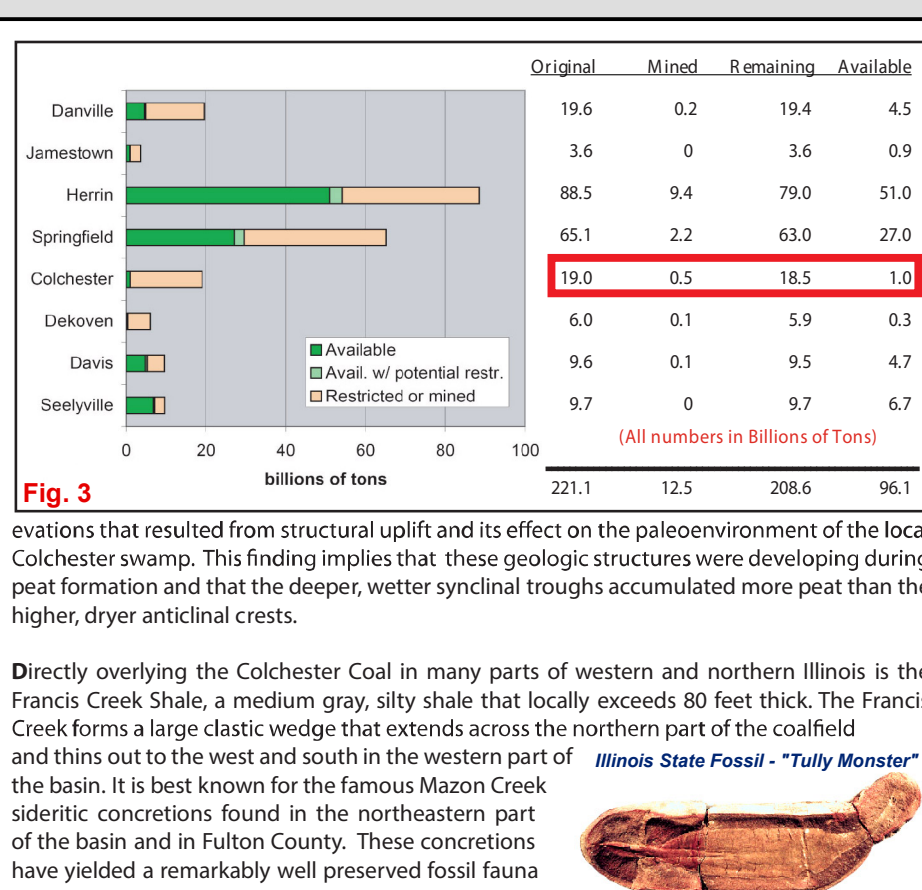 Original Mined Remaining Available
Danville 19.6 0.2 19.4 4.5
Jamestown 3.6 0 3.6 0.9
Herrin 88.5 9.4 79.0 51.0
Springfield 65.1 2.2 63.0 27.0
Colchester 19.0 0.5 18.5 1.0
Dekoven 6.0 0.1 5.9 0.3
Davis 9.6 0.1 9.5 4.7
Seelyville 9.7 0 9.7 6.7
Available
Avail. w/ potential restr.
Restricted or mined
0 20 40 60 80 100
billions of tons
(All numbers in Billions of Tons)
221.1 12.5 208.6 96.1
Fig. 3
evations that resulted from structural uplift and its effect on the paleoenvironment of the loca
Colchester swamp. This finding implies that these geologic structures were developing during
peat formation and that the deeper, wetter synclinal troughs accumulated more peat than the
higher, dryer anticlinal crests.
Directly overlying the Colchester Coal in many parts of western and northern Illinois is the
Francis Creek Shale, a medium gray, silty shale that locally exceeds 80 feet thick. The Francis
Creek forms a large clastic wedge that extends across the northern part of the coalfield
and thins out to the west and south in the western part of
the basin. It is best known for the famous Mazon Creek
sideritic concretions found in the northeastern part
of the basin and in Fulton County. These concretions
have yielded a remarkably well preserved fossil fauna
Illinois State Fossil - "Tully Monster"